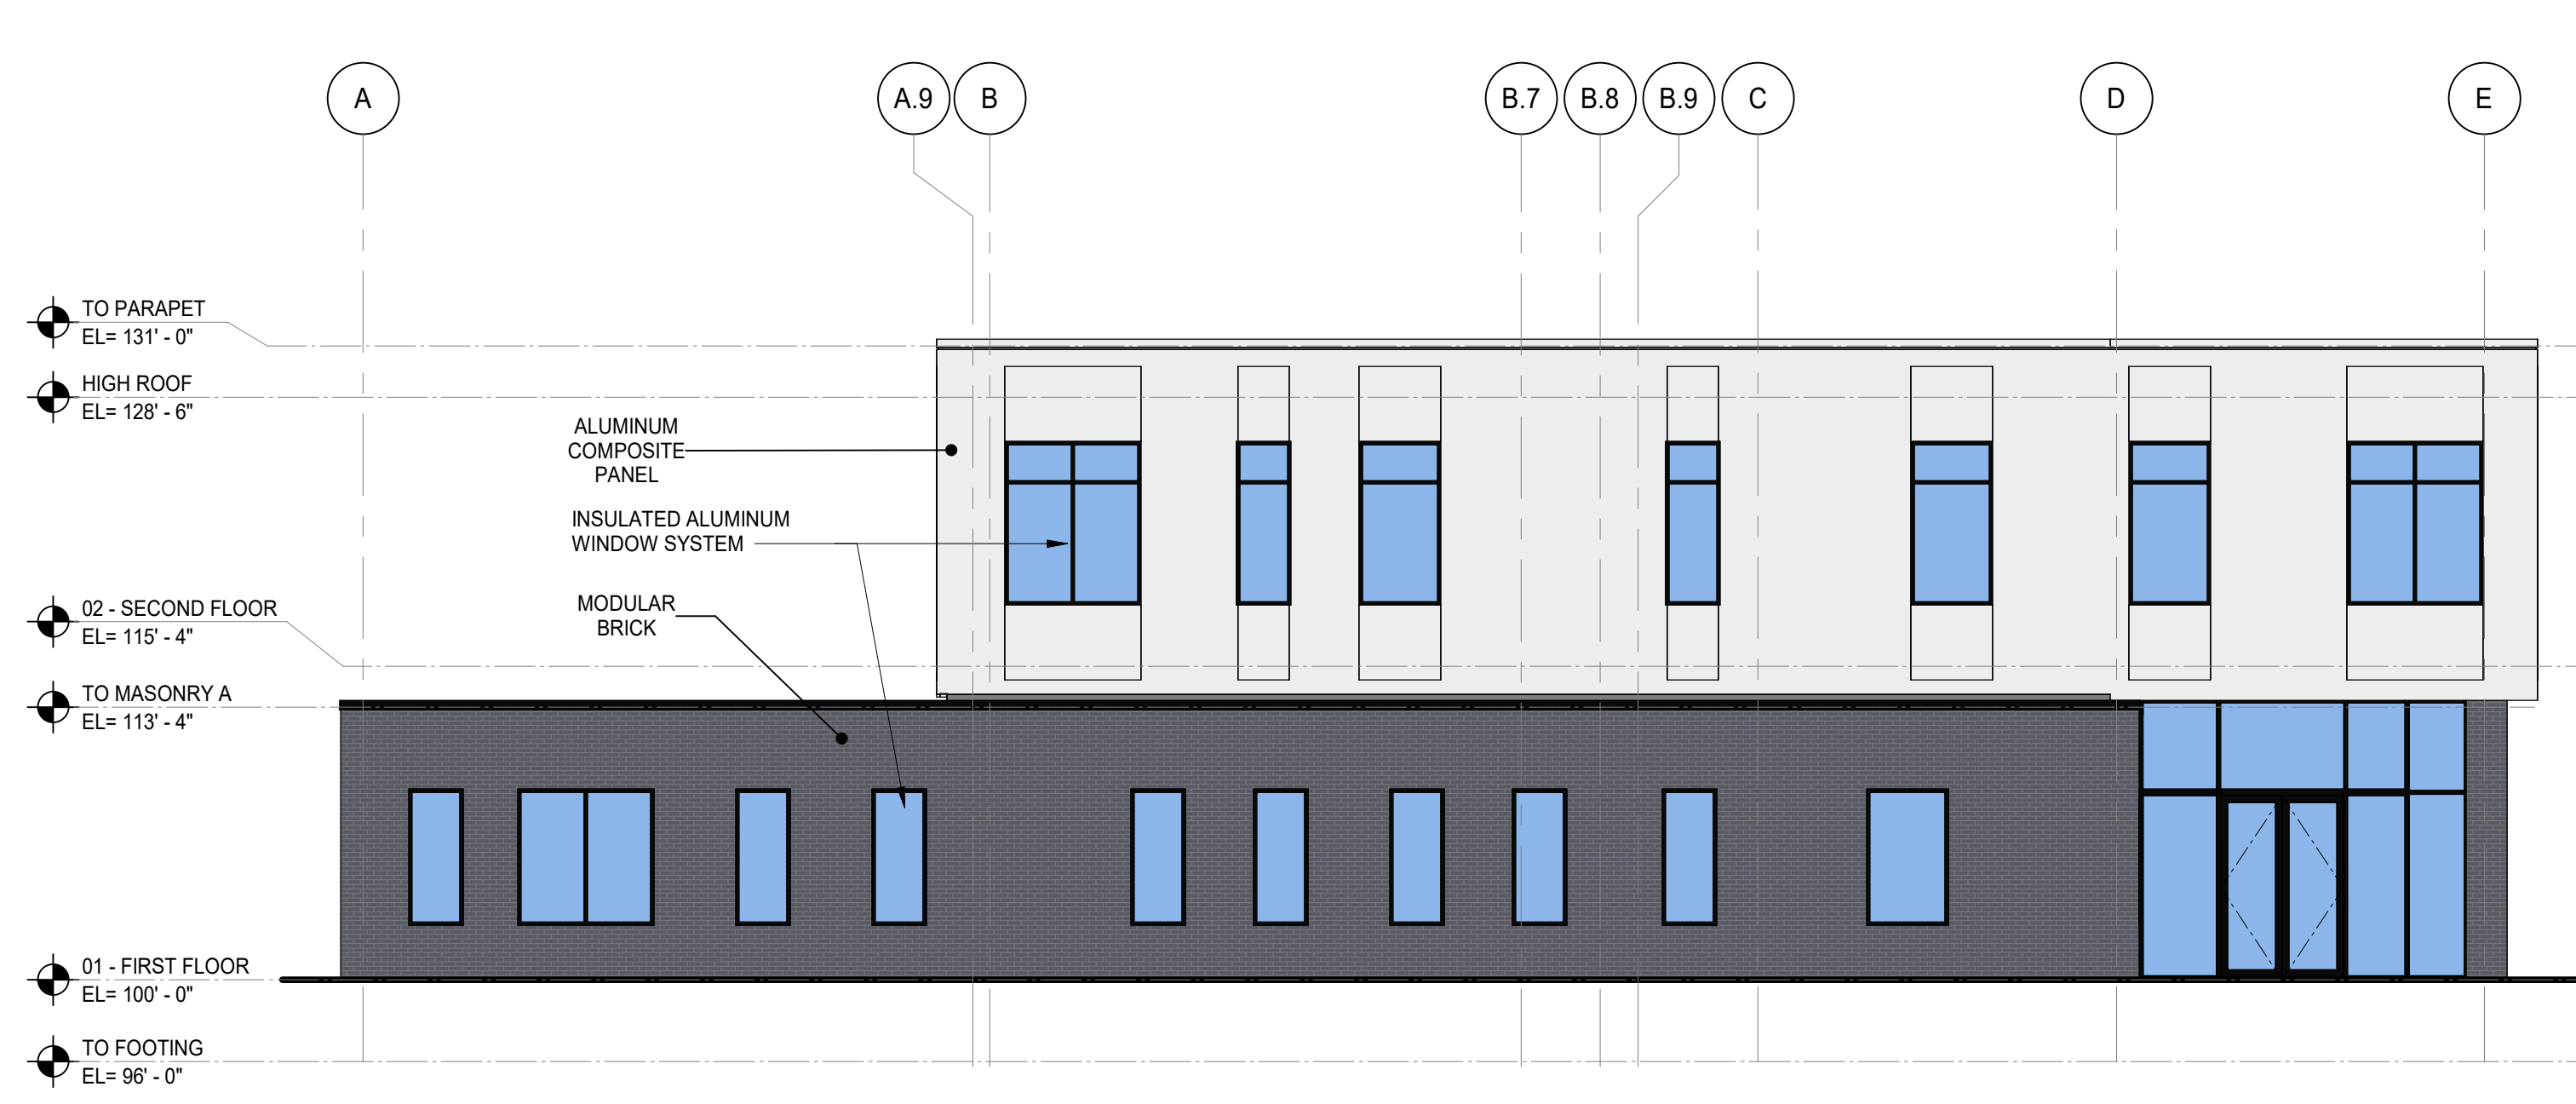 A
A.9
B
B.7
B.8
B.9
C
D
E
TO PARAPET
EL= 131' - 0"
HIGH ROOF
EL= 128' - 6"
ALUMINUM
COMPOSITE
PANEL
INSULATED ALUMINUM
WINDOW SYSTEM
MODULAR
BRICK
02 - SECOND FLOOR
EL= 115' - 4"
TO MASONRY A
EL= 113' - 4"
01 - FIRST FLOOR
EL= 100' - 0"
TO FOOTING
EL= 96' - 0"